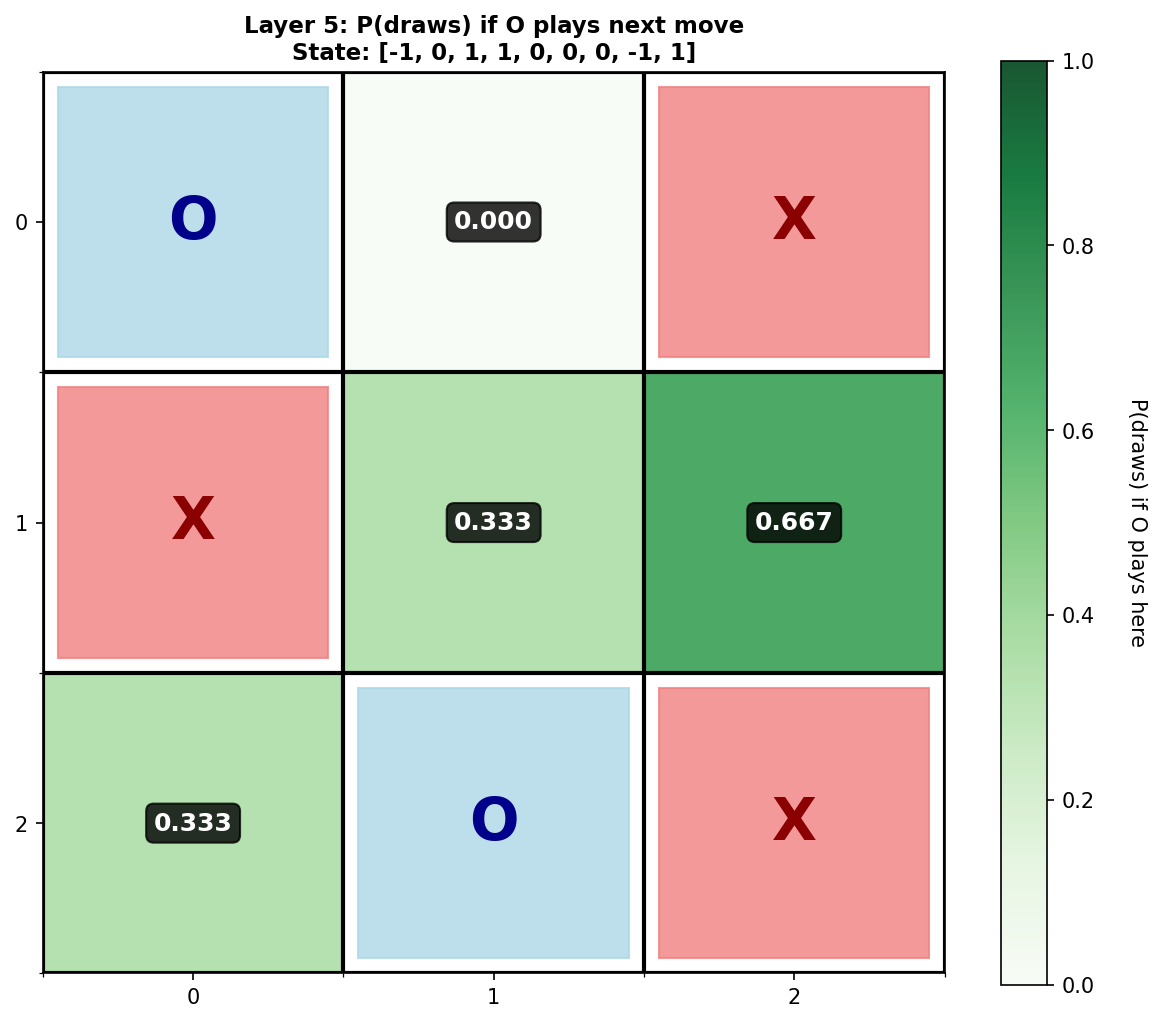 Layer 5: P(draws) if O plays next move
State: [-1, 0, 1, 1, 0, 0, 0, -1, 1]
O
0.000
X
0
X
0.333
0.667
1
0.333
O
X
2
0
1
2
1.0
0.8
0.6
0.4
0.2
0.0
P(draws) if O plays here